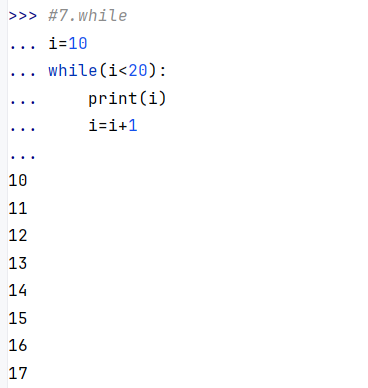 >>> #7.while
... i=10
... while(i<20):
...     print(i)
...     i=i+1
...
10
11
12
13
14
15
16
17